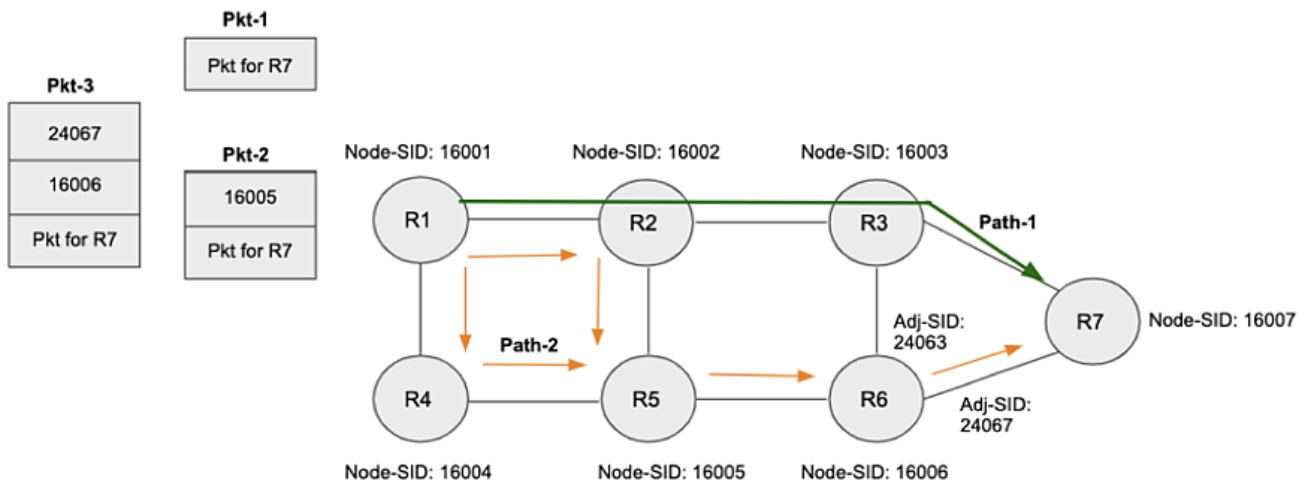 Pkt-1
Pkt for R7
Pkt-3
24067
16006
Pkt for R7
Pkt-2
16005
Pkt for R7
Node-SID: 16001
Node-SID: 16002
Node-SID: 16003
R1
R2
R3
Path-1
R7
Node-SID: 16007
Adj-SID:
24063
Path-2
R4
R5
R6
Adj-SID:
24067
Node-SID: 16004
Node-SID: 16005
Node-SID: 16006